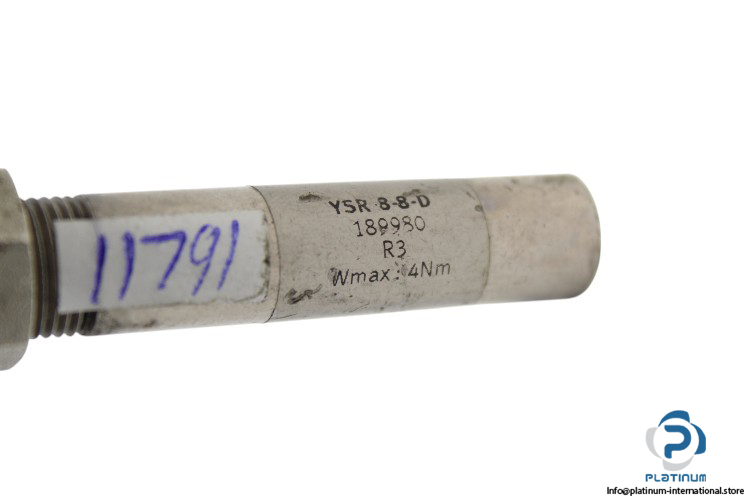 11791
YSR 8-8-D
189980
R3
Wmax: 4Nm
PLATINUM
Info@platinum-international.store